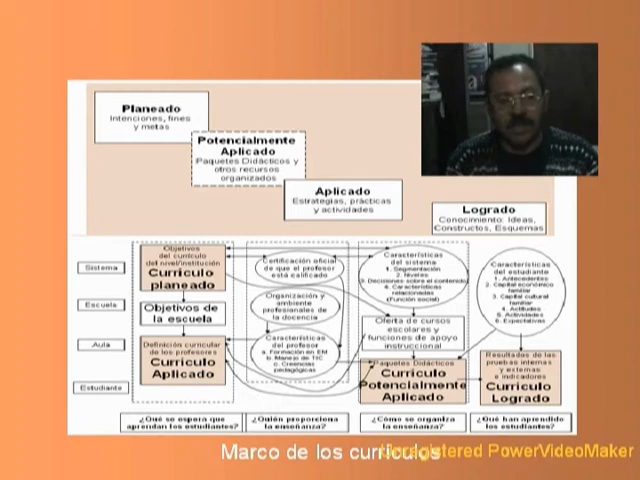 Planeado
Intenciones, fines
y metas
Potencialmente
Aplicado
Paquetes Didácticos y
otros recursos
organizados
Aplicado
Estrategias, prácticas
y actividades
Logrado
Conocimiento: Ideas,
Constructos, Esquemas
Sistema
Escuela
Aula
Estudiante
Objetivos
del currículo
del nivel/institución
Currículo
planeado
Objetivos de
la escuela
Definición curricular
de los profesores
Currículo
Aplicado
Certificación oficial
de que el profesor
está calificado
Organización y
ambiente
profesionales de
la docencia
Características
del profesor
a. Formación en EM
b. Manejo de TIC
c. Creencias
pedagógicas
Características
del sistema
1. Segmentación
2. Niveles
3. Decisiones sobre el contenido
4. Características
relacionadas
(Función social)
Oferta de cursos
escolares y
funciones de apoyo
instruccional
Paquetes Didácticos
Currículo
Potencialmente
Aplicado
Características
del estudiante
1. Antecedentes
2. Capital económico
familiar
3. Capital cultural
familiar
4. Actitudes
5. Actividades
6. Expectativas
Resultados de las
pruebas internas
y externas
e indicadores
Currículo
Logrado
¿Qué se espera que
aprendan los estudiantes?
¿Quién proporciona
la enseñanza?
¿Cómo se organiza
la enseñanza?
¿Qué han aprendido
los estudiantes?
Marco de los currículos
Unregistered PowerVideoMaker